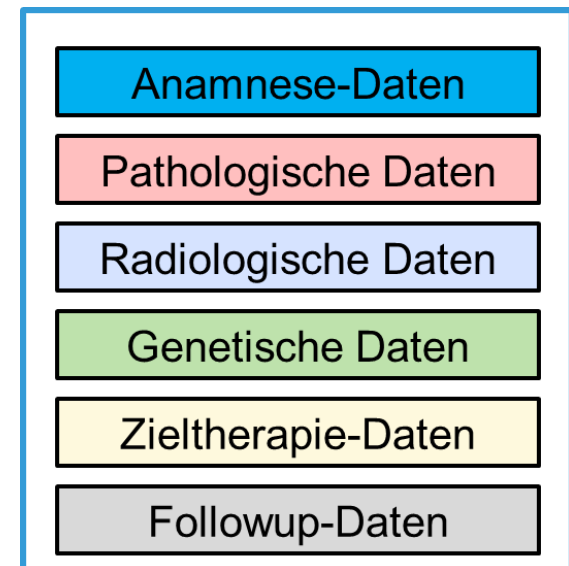 Anamnese-Daten
Pathologische Daten
Radiologische Daten
Genetische Daten
Zieltherapie-Daten
Followup-Daten